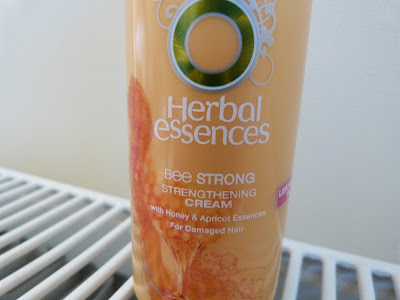 Herbal
essences
Bee STRONG
STRENGTHENING
CREAM
with Honey & Apricot Essences
For Damaged Hair